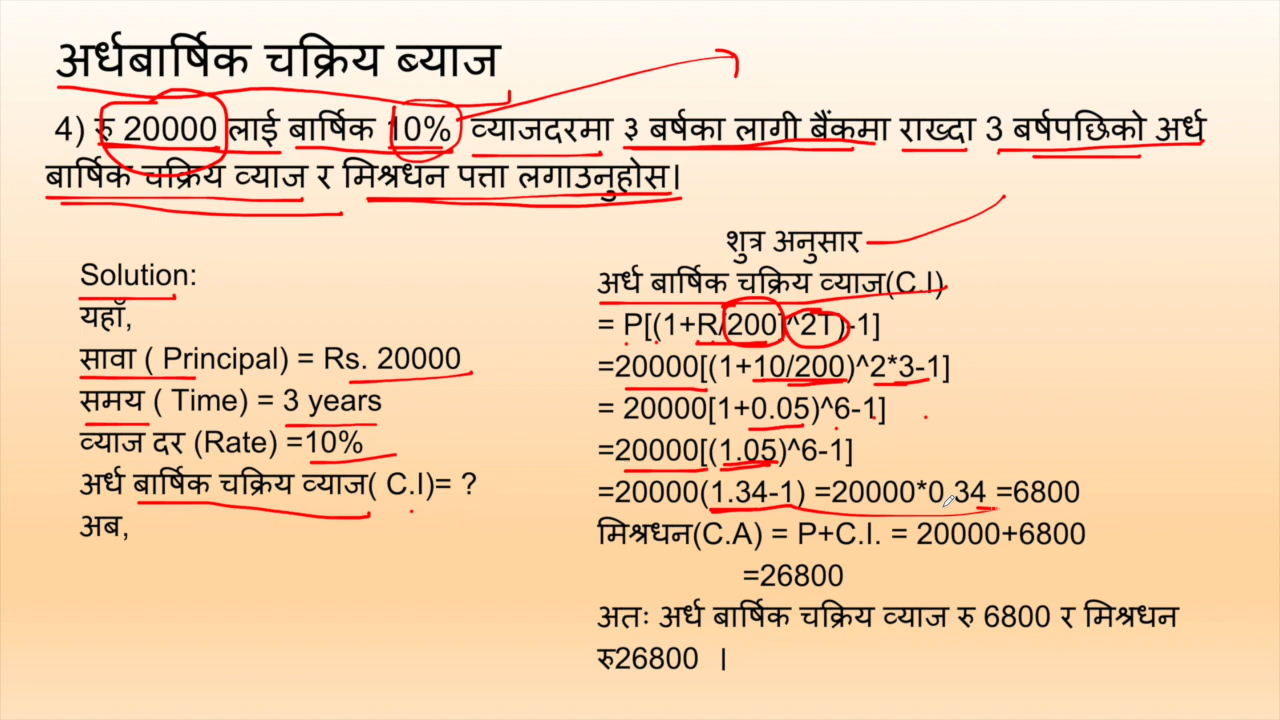 अर्धबार्षिक चक्रिय ब्याज
4) रु 20000 लाई बार्षिक 10% व्याजदरमा ३ बर्षका लागी बैंकमा राख्दा 3 बर्षपछिको अर्ध
बार्षिक चक्रिय व्याज र मिश्रधन पत्ता लगाउनुहोस।
Solution:
यहाँ,
सावा ( Principal) = Rs. 20000
समय ( Time) = 3 years
व्याज दर (Rate) =10%
अर्ध बार्षिक चक्रिय व्याज( C.I)= ?
अब,
शुत्र अनुसार
अर्ध बार्षिक चक्रिय व्याज(C.I)
= P[(1+R/200]^2T)-1]
=20000[(1+10/200)^2*3-1]
= 20000[1+0.05)^6-1]
=20000[(1.05)^6-1]
=20000(1.34-1) =20000*0.34 =6800
मिश्रधन(C.A) = P+C.I. = 20000+6800
=26800
अतः अर्ध बार्षिक चक्रिय व्याज रु 6800 र मिश्रधन
रु26800 ।